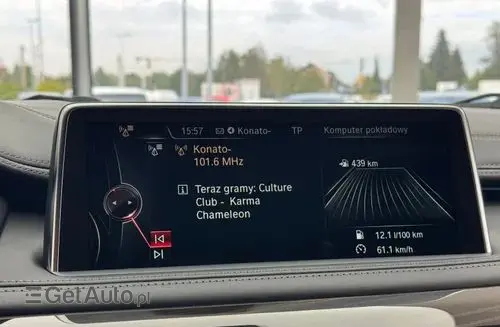 15:57 Konato- TP Komputer pokładowy
Konato-
101.6 MHz
439 km
Teraz gramy: Culture
Club - Karma
Chameleon
12.1 l/100 km
61.1 km/h
GetAuto.pl